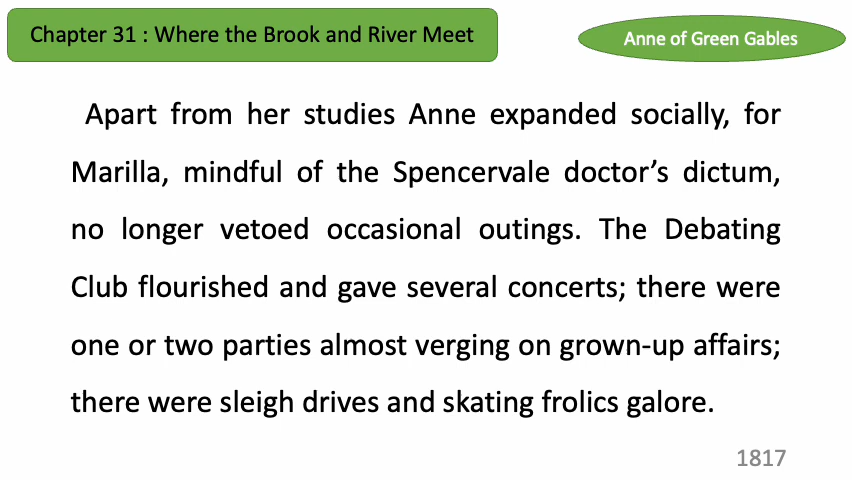 Chapter 31 : Where the Brook and River Meet
Anne of Green Gables
Apart from her studies Anne expanded socially, for
Marilla, mindful of the Spencervale doctor’s dictum,
no longer vetoed occasional outings. The Debating
Club flourished and gave several concerts; there were
one or two parties almost verging on grown-up affairs;
there were sleigh drives and skating frolics galore.
1817